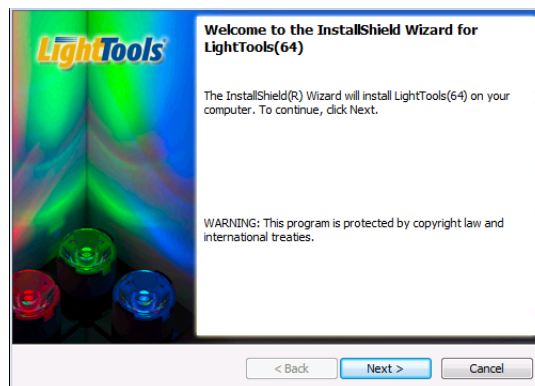 LightTools
Welcome to the InstallShield Wizard for
LightTools(64)
The InstallShield(R) Wizard will install LightTools(64) on your
computer. To continue, click Next.
WARNING: This program is protected by copyright law and
international treaties.
< Back
Next >
Cancel